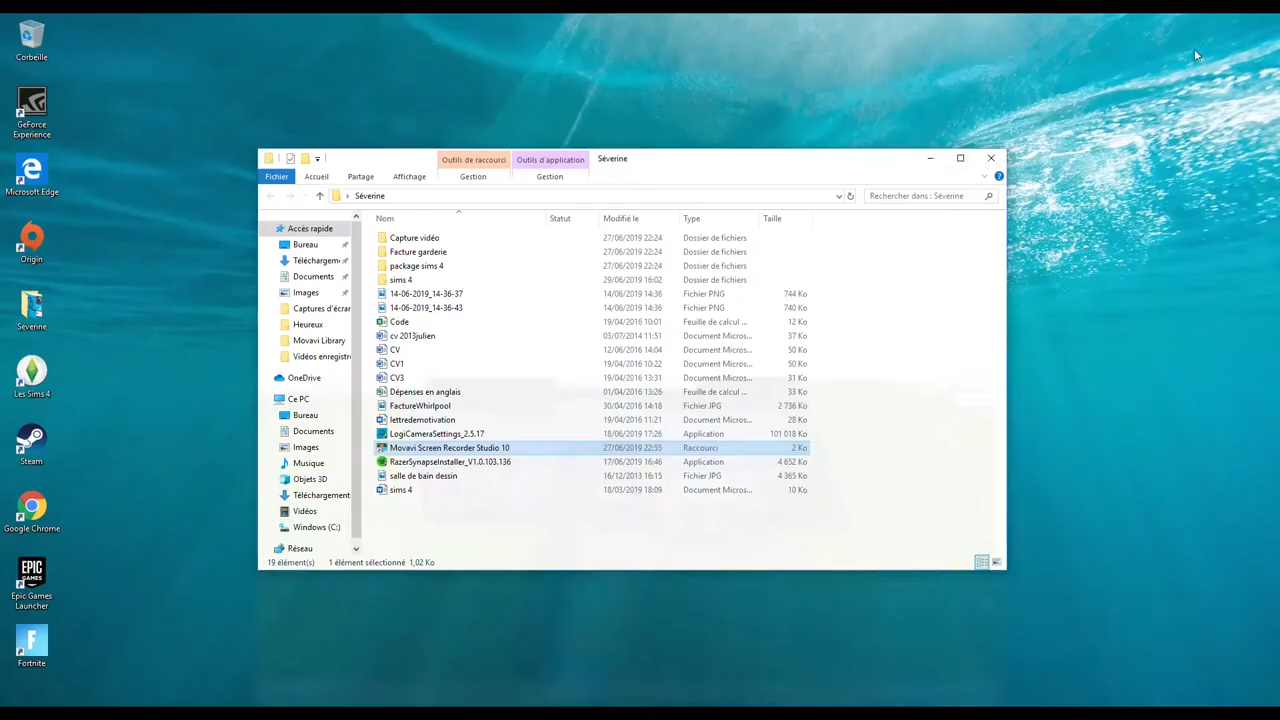 Corbeille
GeForce
Experience
Microsoft Edge
Origin
Séverine
Les Sims 4
Steam
Google Chrome
EPIC
GAMES
Epic Games
Launcher
Fortnite
Outils de raccourci
Outils d'application
Séverine
Fichier
Accueil
Partage
Affichage
Gestion
Gestion
Séverine
Rechercher dans : Séverine
Accès rapide
Bureau
Téléchargem
Documents
Images
Captures d'écran
Heureux
Movavi Library
Vidéos enregistr
OneDrive
Ce PC
Bureau
Documents
Images
Musique
Objets 3D
Téléchargement
Vidéos
Windows (C:)
Réseau
Nom Statut Modifié le Type Taille
Capture vidéo 27/06/2019 22:24 Dossier de fichiers
Facture garderie 27/06/2019 22:24 Dossier de fichiers
package sims 4 27/06/2019 22:24 Dossier de fichiers
sims 4 29/06/2019 16:02 Dossier de fichiers
14-06-2019_14-36-37 14/06/2019 14:36 Fichier PNG 744 Ko
14-06-2019_14-36-43 14/06/2019 14:36 Fichier PNG 740 Ko
Code 19/04/2016 10:01 Feuille de calcul ... 12 Ko
cv 2013julien 03/07/2014 11:51 Document Micros... 37 Ko
CV 12/06/2016 14:04 Document Micros... 50 Ko
CV1 19/04/2016 10:22 Document Micros... 50 Ko
CV3 19/04/2016 13:31 Document Micros... 31 Ko
Dépenses en anglais 01/04/2016 13:26 Feuille de calcul ... 33 Ko
FactureWhirlpool 30/04/2016 14:18 Fichier JPG 2 736 Ko
lettredemotivation 19/04/2016 11:21 Document Micros... 28 Ko
LogiCameraSettings_2.5.17 18/06/2019 17:26 Application 101 018 Ko
Movavi Screen Recorder Studio 10 27/06/2019 22:55 Raccourci 2 Ko
RazerSynapseInstaller_V1.0.103.136 17/06/2019 16:46 Application 4 652 Ko
salle de bain dessin 16/12/2013 16:15 Fichier JPG 4 365 Ko
sims 4 18/03/2019 18:09 Document Micros... 10 Ko
19 élément(s) 1 élément sélectionné 1,02 Ko